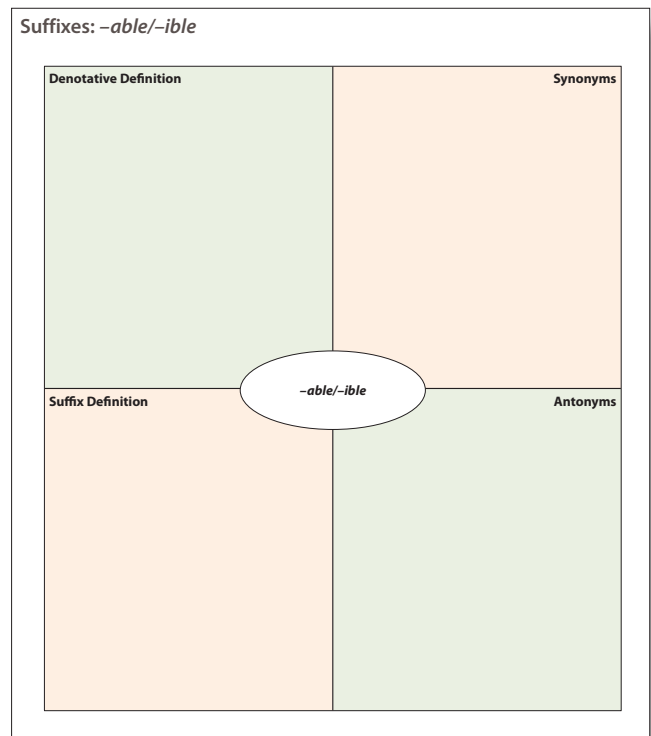 Suffixes: –able/–ible
Denotative Definition
Synonyms
–able/–ible
Suffix Definition
Antonyms